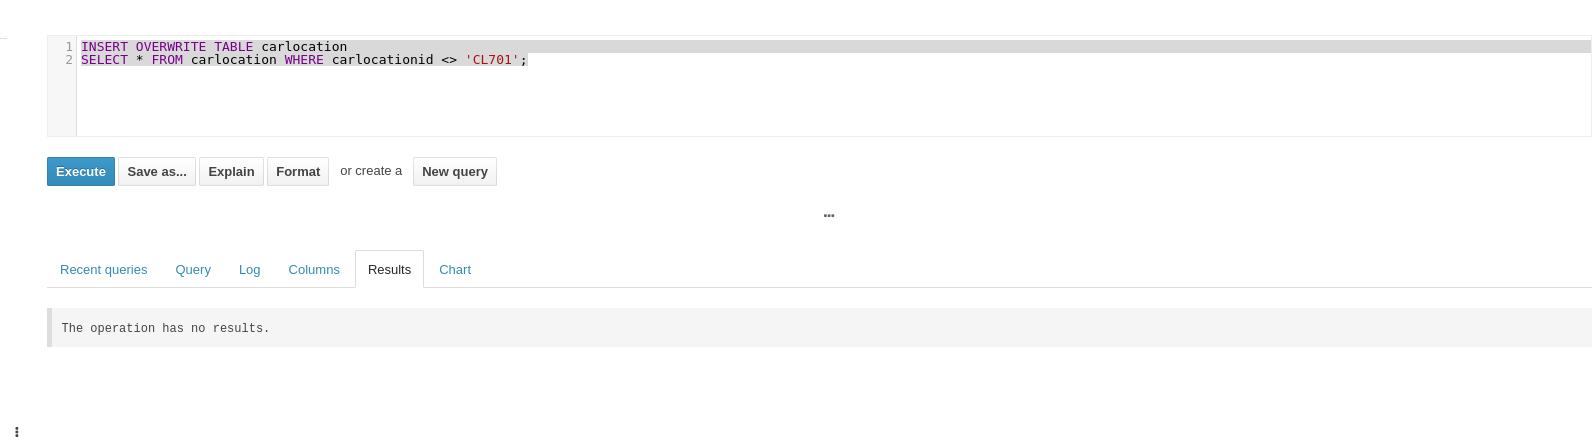 1 INSERT OVERWRITE TABLE carlocation
2 SELECT * FROM carlocation WHERE carlocationid <> 'CL701';
Execute Save as... Explain Format or create a New query
Recent queries Query Log Columns Results Chart
The operation has no results.